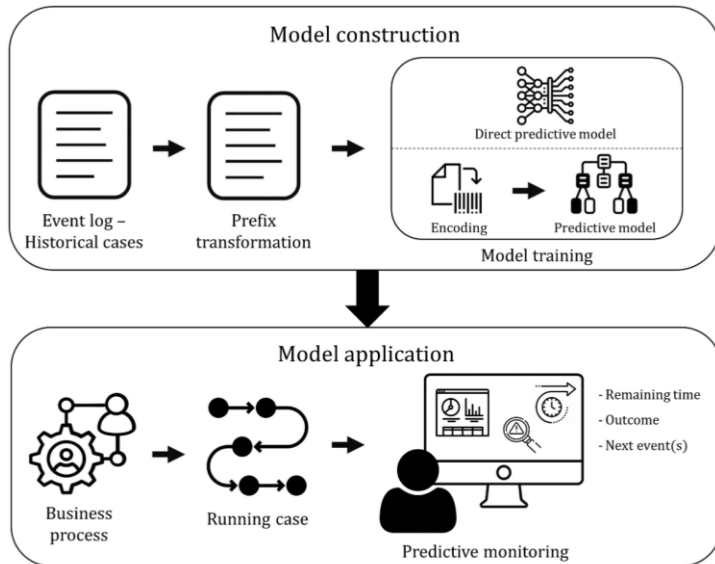 Model construction
Direct predictive model
Encoding
Predictive model
Event log –
Historical cases
Prefix
transformation
Model training
Model application
- Remaining time
- Outcome
- Next event(s)
Business
process
Running case
Predictive monitoring